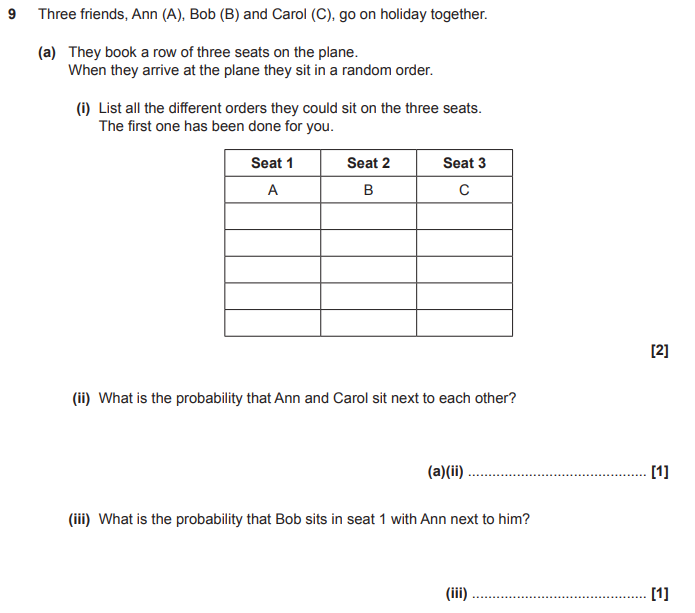 9 Three friends, Ann (A), Bob (B) and Carol (C), go on holiday together.
(a) They book a row of three seats on the plane.
When they arrive at the plane they sit in a random order.
(i) List all the different orders they could sit on the three seats.
The first one has been done for you.
Seat 1 Seat 2 Seat 3
A B C
[2]
(ii) What is the probability that Ann and Carol sit next to each other?
(a)(ii) ............................................ [1]
(iii) What is the probability that Bob sits in seat 1 with Ann next to him?
(iii) ............................................ [1]